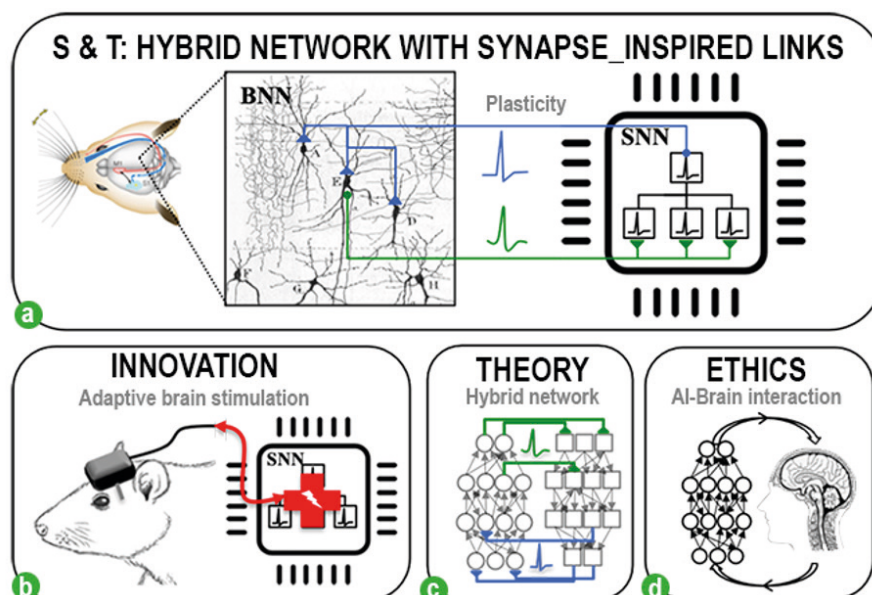 S & T: HYBRID NETWORK WITH SYNAPSE_INSPIRED LINKS
BNN
Plasticity
SNN
M1
A
E
D
F
G
H
a
INNOVATION
Adaptive brain stimulation
SNN
b
THEORY
Hybrid network
c
ETHICS
AI-Brain interaction
d